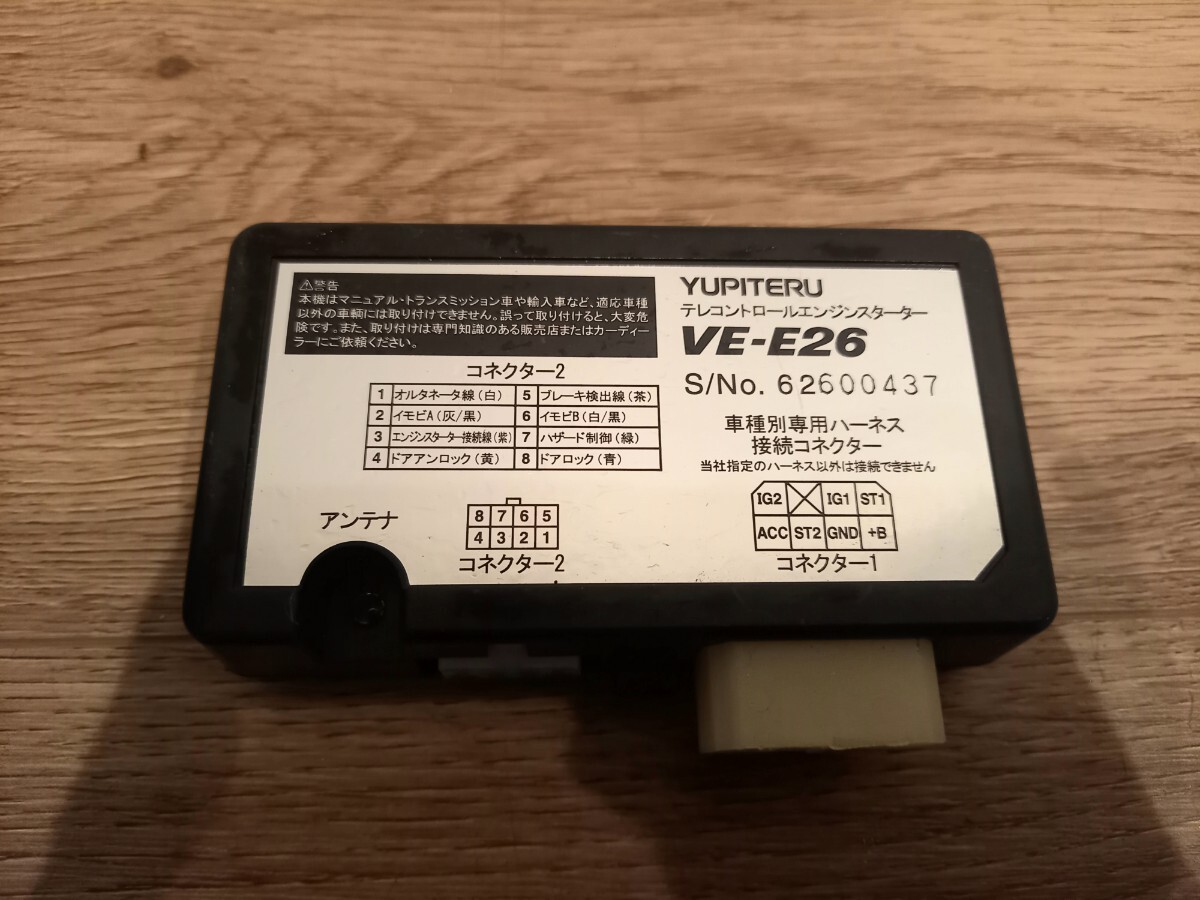 ⚠警告
本機はマニュアル・トランスミッション車や輸入車など、適応車種
以外の車輌には取り付けできません。誤って取り付けると、大変危
険です。また、取り付けは専門知識のある販売店またはカーディー
ラーにご依頼ください。
YUPITERU
テレコントロールエンジンスターター
VE-E26
S/No. 62600437
コネクター2
1 オルタネータ線(白) 5 ブレーキ検出線(茶)
2 イモビA(灰/黒) 6 イモビB(白/黒)
3 エンジンスターター接続線(紫) 7 ハザード制御(緑)
4 ドアアンロック(黄) 8 ドアロック(青)
車種別専用ハーネス
接続コネクター
当社指定のハーネス以外は接続できません
アンテナ
8 7 6 5
4 3 2 1
コネクター2
IG2 IG1 ST1
ACC ST2 GND +B
コネクター1